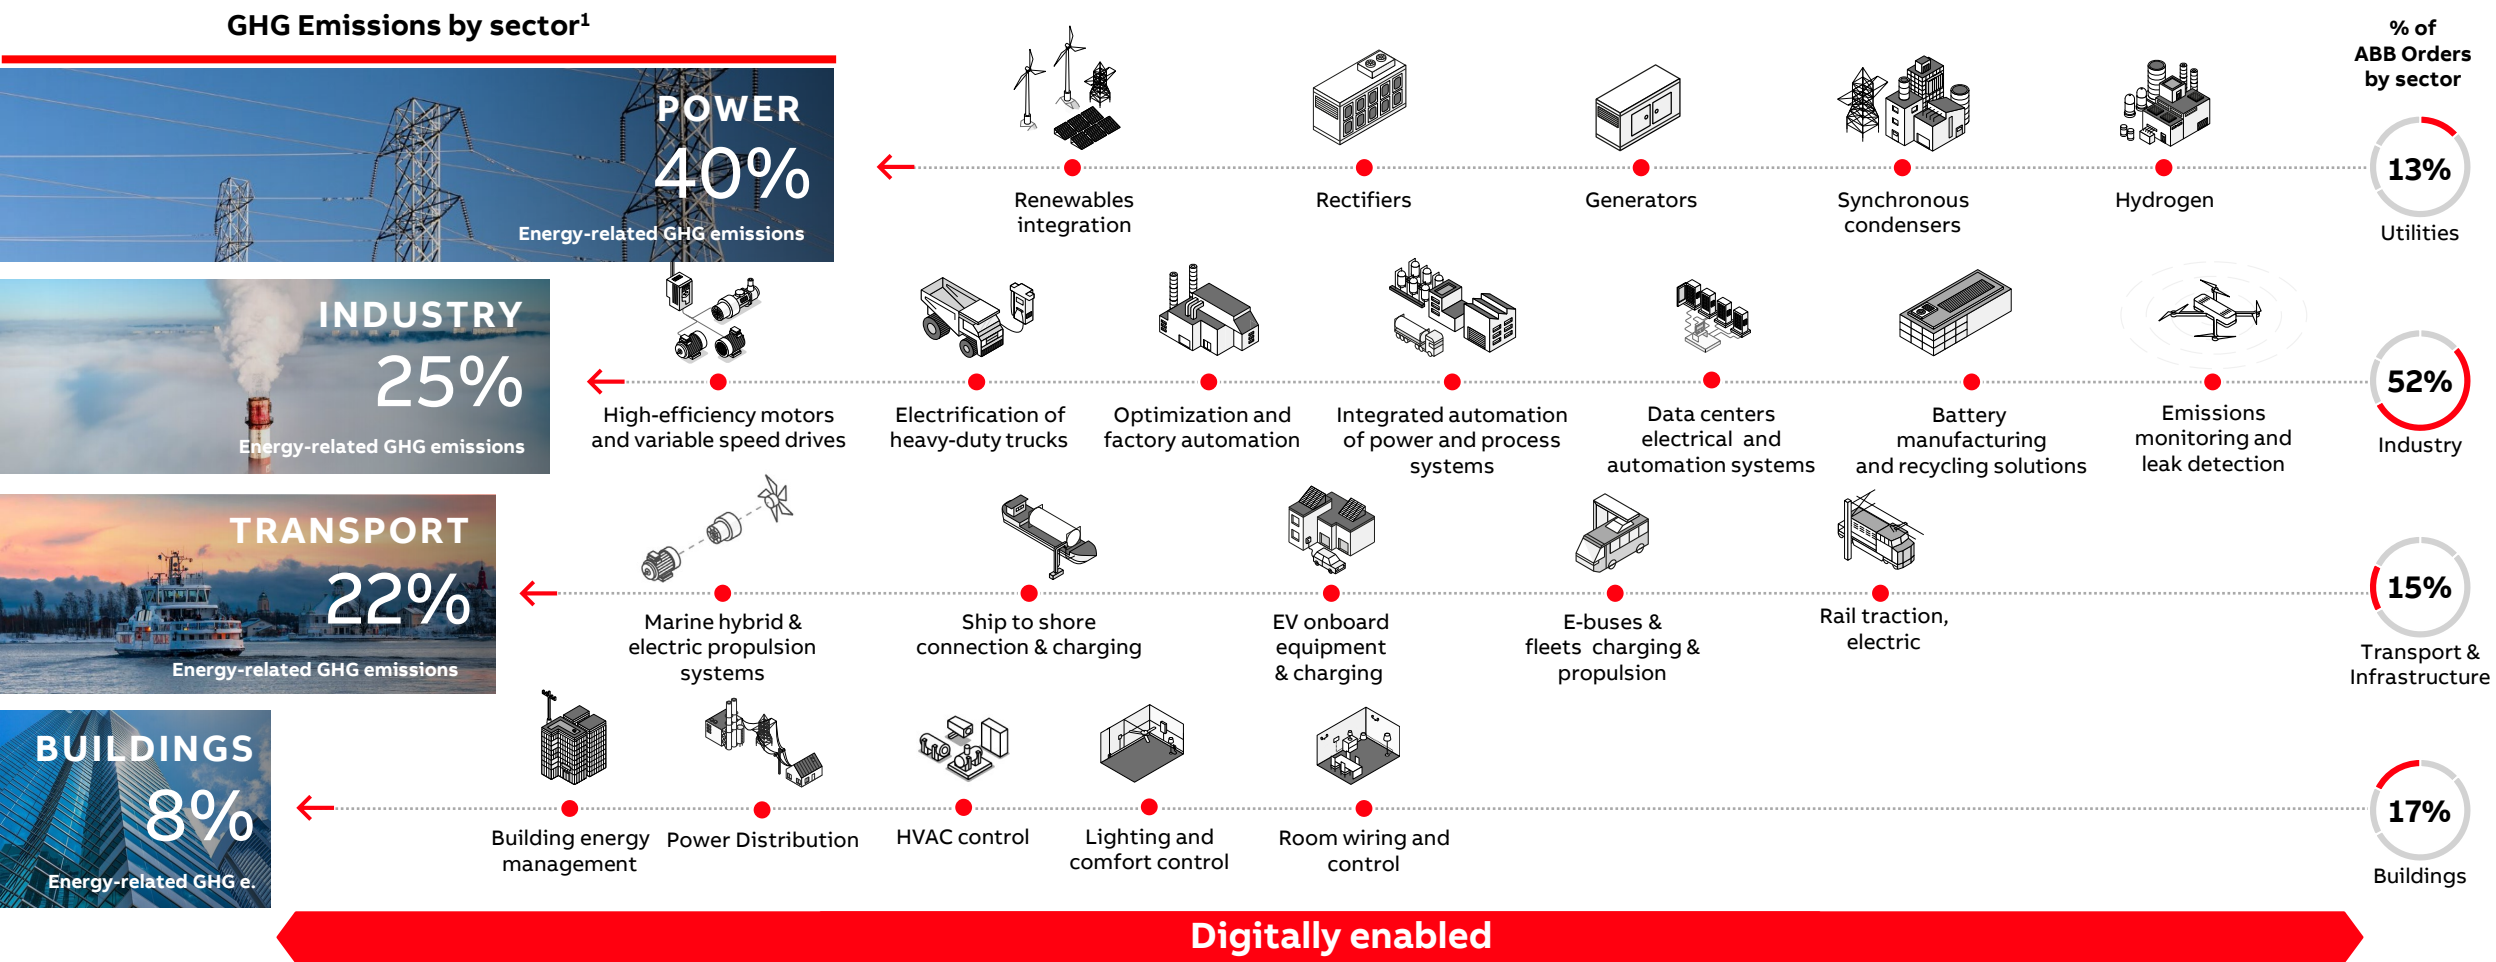 GHG Emissions by sector¹
% of
ABB Orders
by sector
POWER
40%
Energy-related GHG emissions
Renewables
integration
Rectifiers
Generators
Synchronous
condensers
Hydrogen
13%
Utilities
INDUSTRY
25%
Energy-related GHG emissions
High-efficiency motors
and variable speed drives
Electrification of
heavy-duty trucks
Optimization and
factory automation
Integrated automation
of power and process
systems
Data centers
electrical and
automation systems
Battery
manufacturing
and recycling solutions
Emissions
monitoring and
leak detection
52%
Industry
TRANSPORT
22%
Energy-related GHG emissions
Marine hybrid &
electric propulsion
systems
Ship to shore
connection & charging
EV onboard
equipment
& charging
E-buses &
fleets charging &
propulsion
Rail traction,
electric
15%
Transport &
Infrastructure
BUILDINGS
8%
Energy-related GHG e.
Building energy
management
Power Distribution
HVAC control
Lighting and
comfort control
Room wiring and
control
17%
Buildings
Digitally enabled